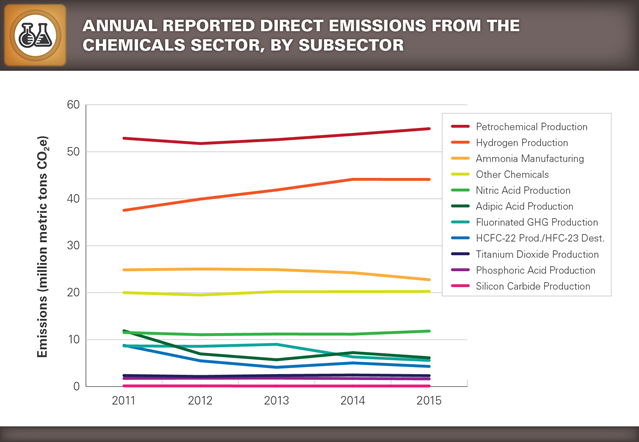 ANNUAL REPORTED DIRECT EMISSIONS FROM THE
CHEMICALS SECTOR, BY SUBSECTOR
Emissions (million metric tons CO₂e)
60
50
40
30
20
10
0
2011 2012 2013 2014 2015
Petrochemical Production
Hydrogen Production
Ammonia Manufacturing
Other Chemicals
Nitric Acid Production
Adipic Acid Production
Fluorinated GHG Production
HCFC-22 Prod./HFC-23 Dest.
Titanium Dioxide Production
Phosphoric Acid Production
Silicon Carbide Production